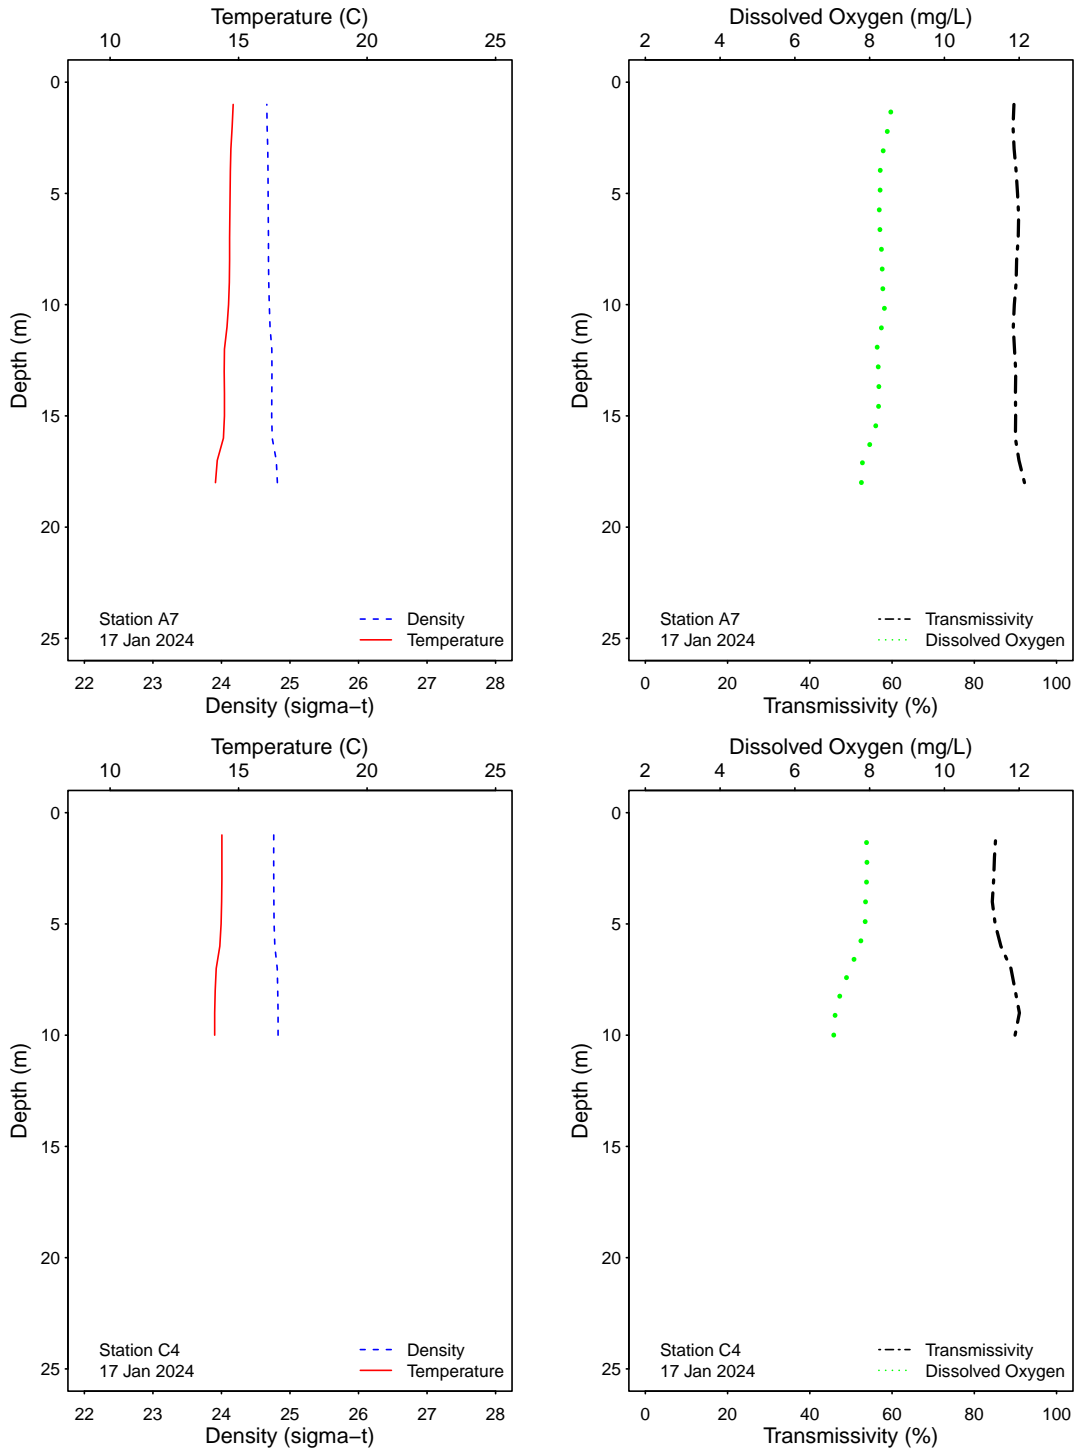 Temperature (C)
10 15 20 25
0
5
10
15
20
25
Depth (m)
Station A7
17 Jan 2024
Density
Temperature
22 23 24 25 26 27 28
Density (sigma−t)
Dissolved Oxygen (mg/L)
2 4 6 8 10 12
0
5
10
15
20
25
Depth (m)
Station A7
17 Jan 2024
Transmissivity
Dissolved Oxygen
0 20 40 60 80 100
Transmissivity (%)
Temperature (C)
10 15 20 25
0
5
10
15
20
25
Depth (m)
Station C4
17 Jan 2024
Density
Temperature
22 23 24 25 26 27 28
Density (sigma−t)
Dissolved Oxygen (mg/L)
2 4 6 8 10 12
0
5
10
15
20
25
Depth (m)
Station C4
17 Jan 2024
Transmissivity
Dissolved Oxygen
0 20 40 60 80 100
Transmissivity (%)